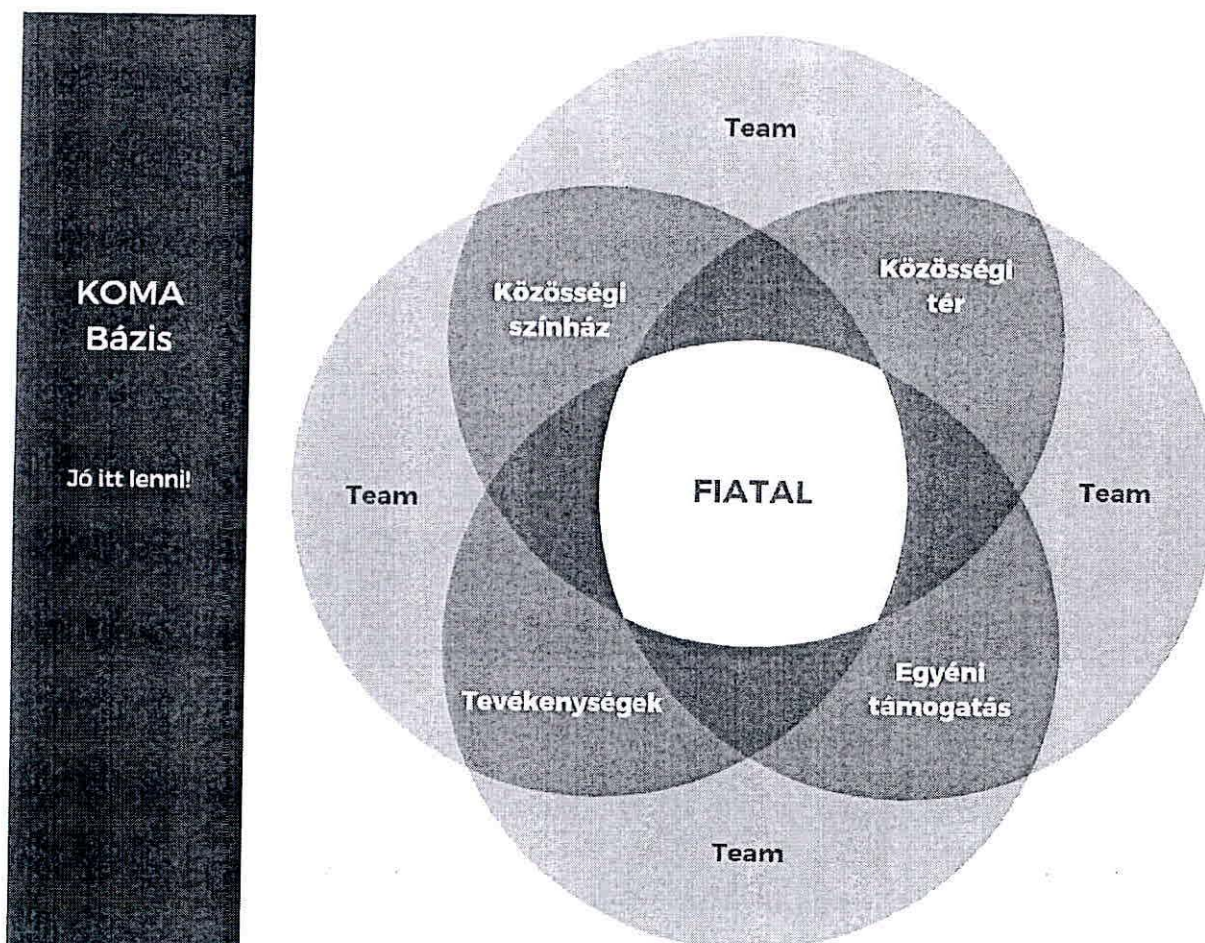 KOMA
Bázis
Jó itt lenni!
Team
Közösségi
színház
Közösségi
tér
Team
FIATAL
Team
Tevékenységek
Egyéni
támogatás
Team